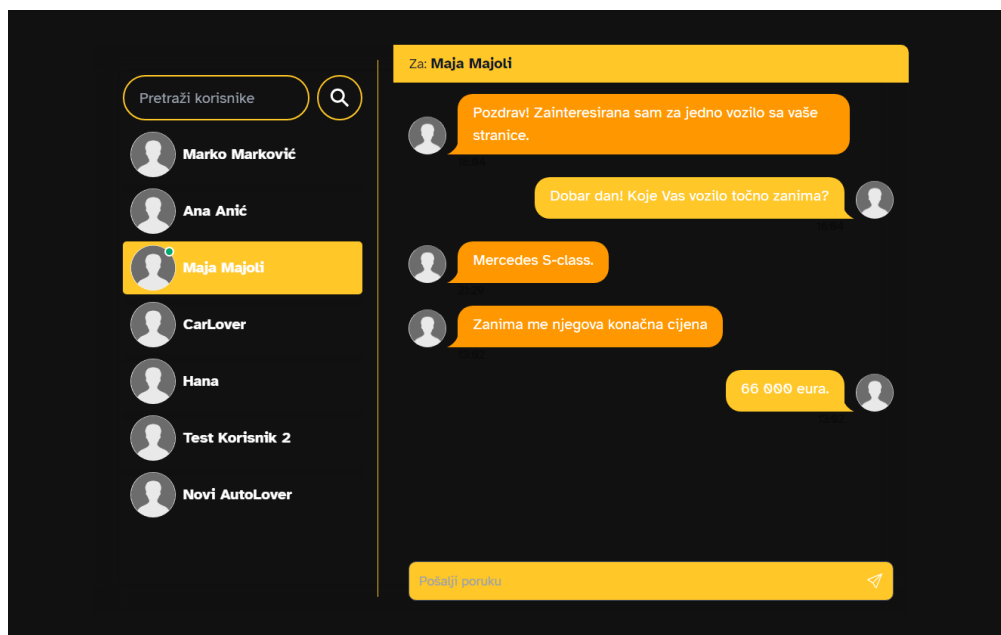 Pretraži korisnike
Marko Marković
Ana Anić
Maja Majoli
CarLover
Hana
Test Korisnik 2
Novi AutoLover
Za: Maja Majoli
Pozdrav! Zainteresirana sam za jedno vozilo sa vaše
stranice.
Dobar dan! Koje Vas vozilo točno zanima?
Mercedes S-class.
Zanima me njegova konačna cijena
66 000 eura.
Pošalji poruku